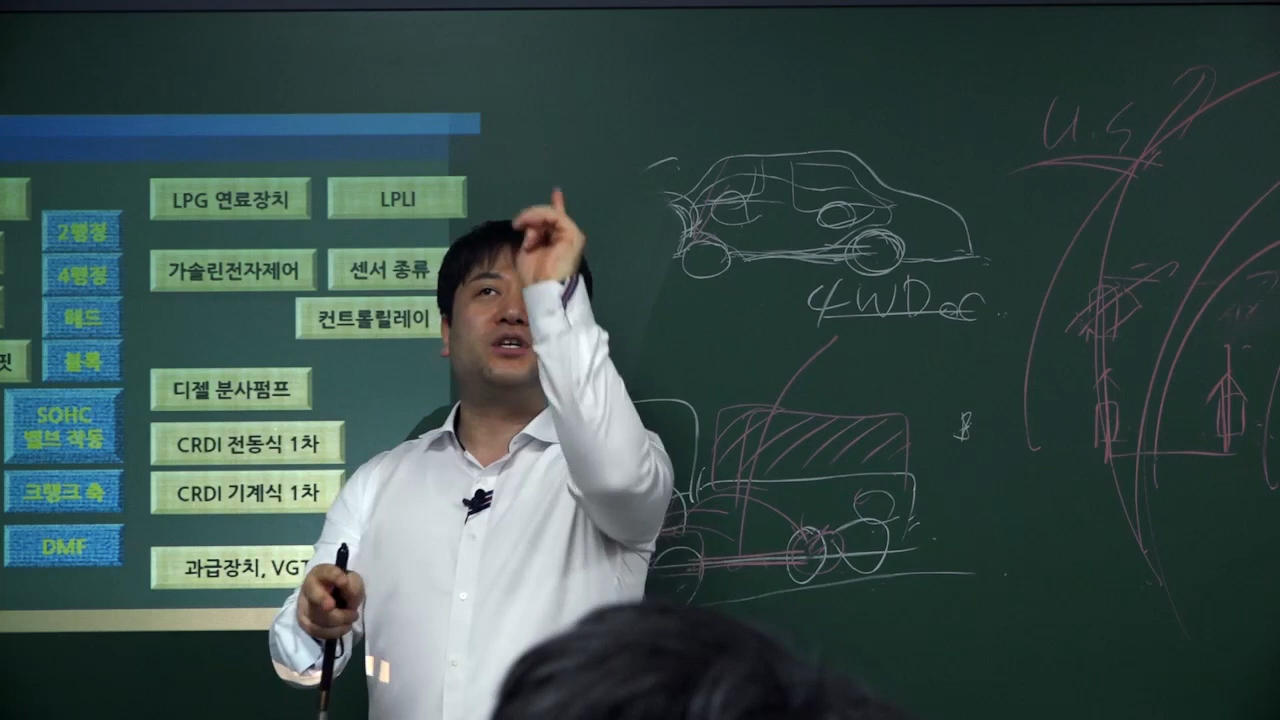 LPG 연료장치
LPLI
2행정
4행정
가솔린전자제어
센서 종류
헤드
컨트롤릴레이
블록
핏
디젤 분사펌프
SOHC
밸브 작동
CRDI 전동식 1차
크랭크 축
CRDI 기계식 1차
DMF
과급장치, VGT
U.S
4WD
B